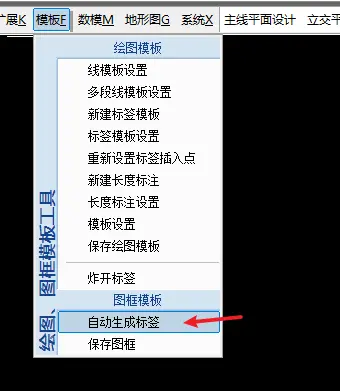 扩展K 模板F 数模M 地形图G 系统X 主线平面设计 立交平
绘图、图框模板工具
绘图模板
线模板设置
多段线模板设置
新建标签模板
标签模板设置
重新设置标签插入点
新建长度标注
长度标注设置
模板设置
保存绘图模板
炸开标签
图框模板
自动生成标签
保存图框